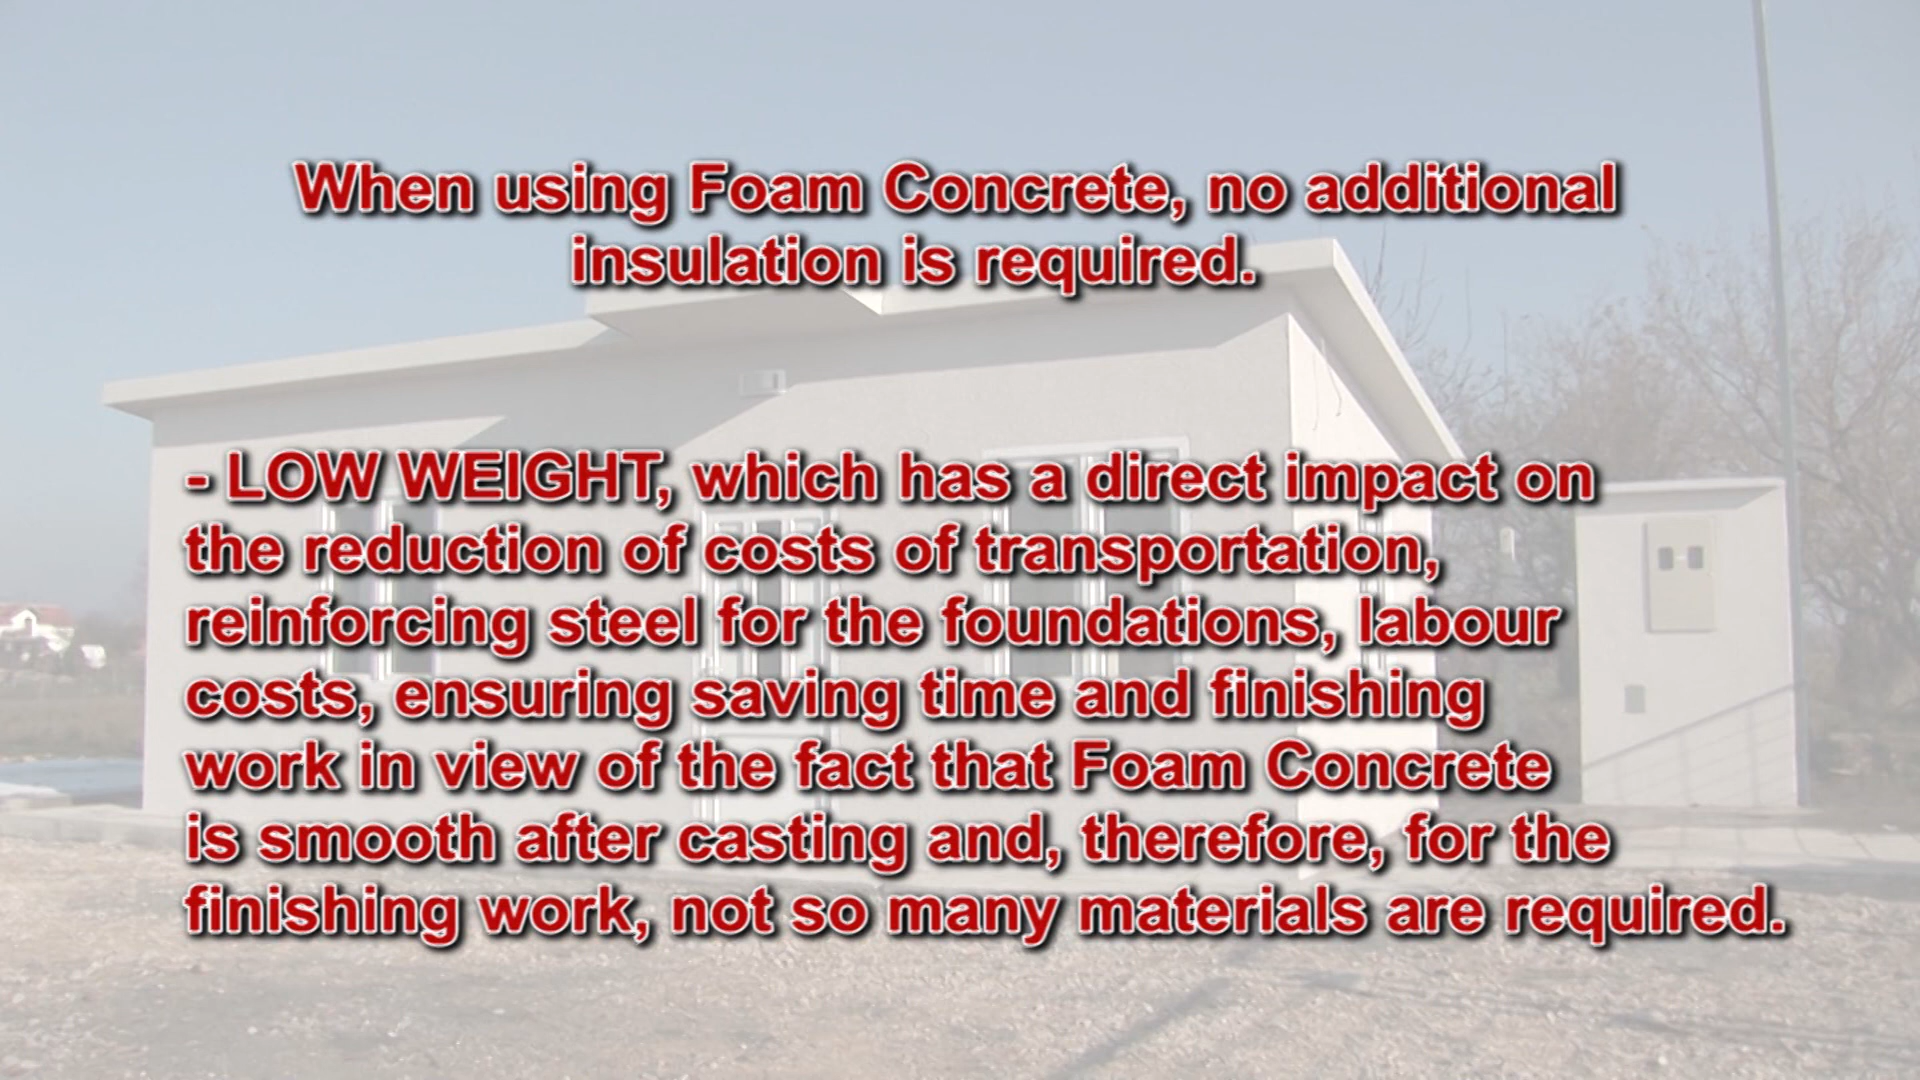 When using Foam Concrete, no additional
insulation is required.
- LOW WEIGHT, which has a direct impact on
the reduction of costs of transportation,
reinforcing steel for the foundations, labour
costs, ensuring saving time and finishing
work in view of the fact that Foam Concrete
is smooth after casting and, therefore, for the
finishing work, not so many materials are required.